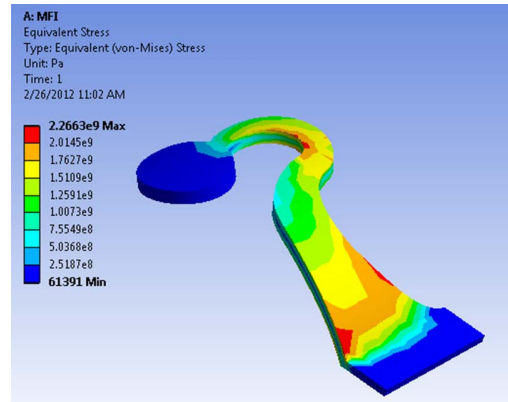 A: MFI
Equivalent Stress
Type: Equivalent (von-Mises) Stress
Unit: Pa
Time: 1
2/26/2012 11:02 AM
2.2663e9 Max
2.0145e9
1.7627e9
1.5109e9
1.2591e9
1.0073e9
7.5549e8
5.0368e8
2.5187e8
61391 Min